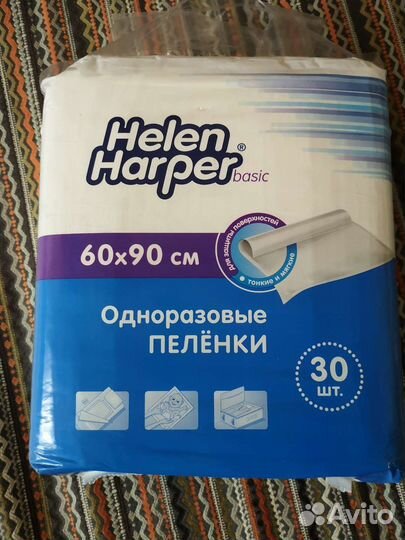 Helen
Harper®
basic
для защиты поверхностей
тонкие и мягкие
60x90 см
Одноразовые
ПЕЛЁНКИ
30
ШТ.
Avito